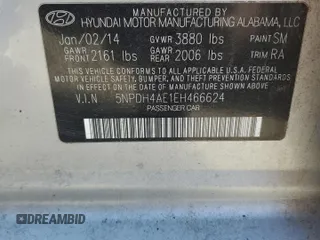 HYUNDAI MOTOR MANUFACTURING ALABAMA, LLC
Jan/02/14 GVWR 3880 lbs PAINT SM
GAWR FRONT 2161 lbs GAWR REAR 2006 lbs TRIM RA
THIS VEHICLE CONFORMS TO ALL APPLICABLE U.S. FEDERAL MOTOR VEHICLE SAFETY, BUMPER, AND THEFT PREVENTION STANDARDS IN EFFECT ON THE DATE OF MANUFACTURE SHOWN ABOVE.
V.I.N 5NPDH4AE1EH466624
PASSENGER CAR
DREAMBID